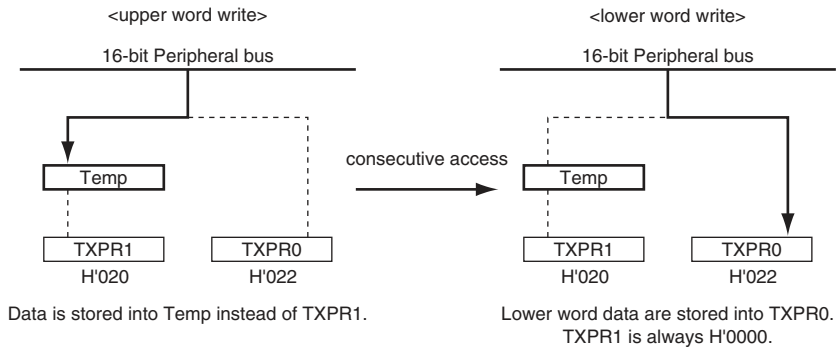 <upper word write>
16-bit Peripheral bus
Temp
TXPR1
TXPR0
H'020
H'022
Data is stored into Temp instead of TXPR1.
consecutive access
<lower word write>
16-bit Peripheral bus
Temp
TXPR1
TXPR0
H'020
H'022
Lower word data are stored into TXPR0.
TXPR1 is always H'0000.